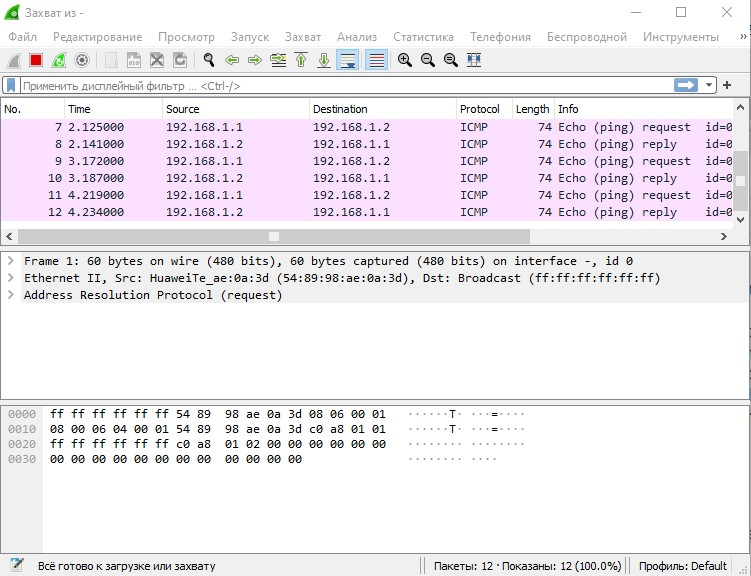 Захват из -
Файл Редактирование Просмотр Запуск Захват Анализ Статистика Телефония Беспроводной Инструменты »
Применить дисплейный фильтр ... <Ctrl-/>
No. Time Source Destination Protocol Length Info
7 2.125000 192.168.1.1 192.168.1.2 ICMP 74 Echo (ping) request id=0
8 2.141000 192.168.1.2 192.168.1.1 ICMP 74 Echo (ping) reply id=0
9 3.172000 192.168.1.1 192.168.1.2 ICMP 74 Echo (ping) request id=0
10 3.187000 192.168.1.2 192.168.1.1 ICMP 74 Echo (ping) reply id=0
11 4.219000 192.168.1.1 192.168.1.2 ICMP 74 Echo (ping) request id=0
12 4.234000 192.168.1.2 192.168.1.1 ICMP 74 Echo (ping) reply id=0
Frame 1: 60 bytes on wire (480 bits), 60 bytes captured (480 bits) on interface -, id 0
Ethernet II, Src: HuaweiTe_ae:0a:3d (54:89:98:ae:0a:3d), Dst: Broadcast (ff:ff:ff:ff:ff:ff)
Address Resolution Protocol (request)
0000 ff ff ff ff ff ff 54 89 98 ae 0a 3d 08 06 00 01 ······T· ···=····
0010 08 00 06 04 00 01 54 89 98 ae 0a 3d c0 a8 01 01 ······T· ···=····
0020 ff ff ff ff ff ff c0 a8 01 02 00 00 00 00 00 00 ········ ········
0030 00 00 00 00 00 00 00 00 00 00 00 00 ········ ····
Всё готово к загрузке или захвату Пакеты: 12 · Показаны: 12 (100.0%) Профиль: Default